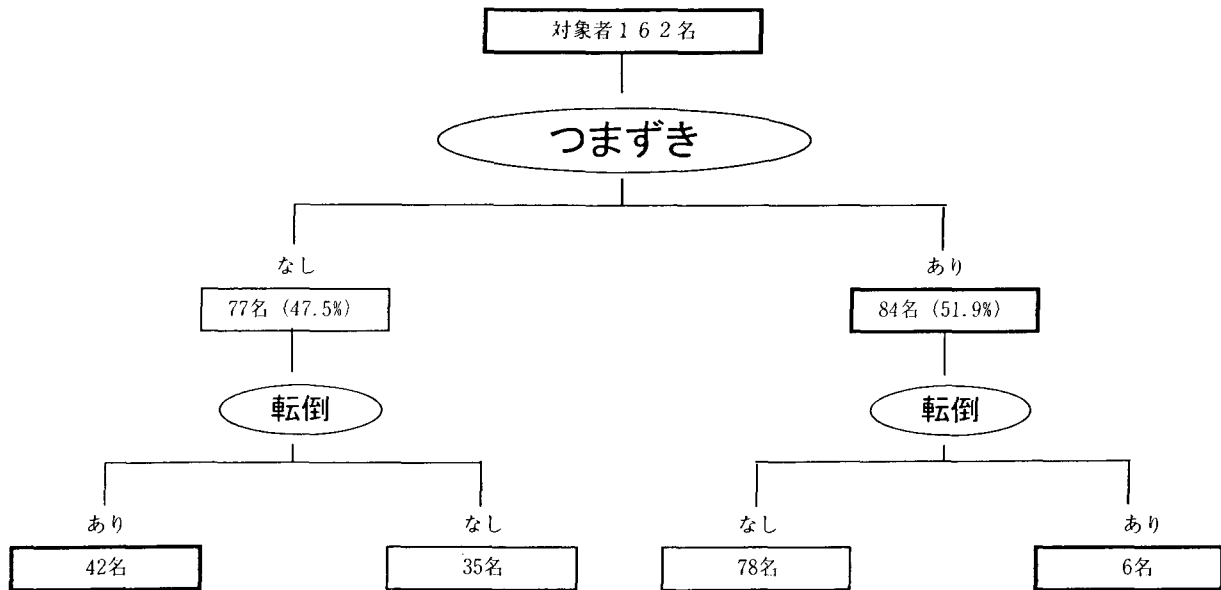 対象者162名
つまずき
なし
あり
77名 (47.5%)
84名 (51.9%)
転倒
転倒
あり
なし
なし
あり
42名
35名
78名
6名